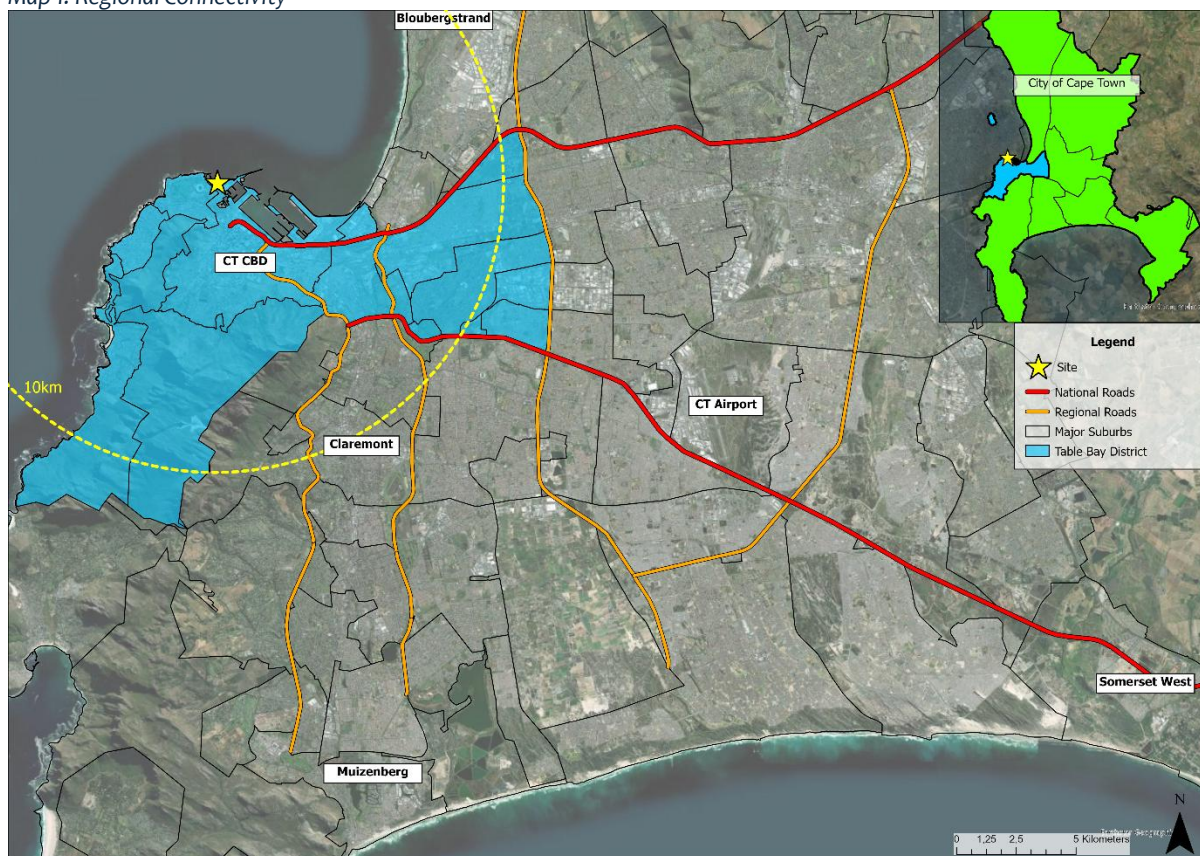 Map 1: Regional Connectivity
Bloubergstrand
City of Cape Town
CT CBD
Legend
Site
National Roads
Regional Roads
Major Suburbs
Table Bay District
10km
CT Airport
Claremont
Somerset West
Muizenberg
N
0 1,25 2,5 5 Kilometers